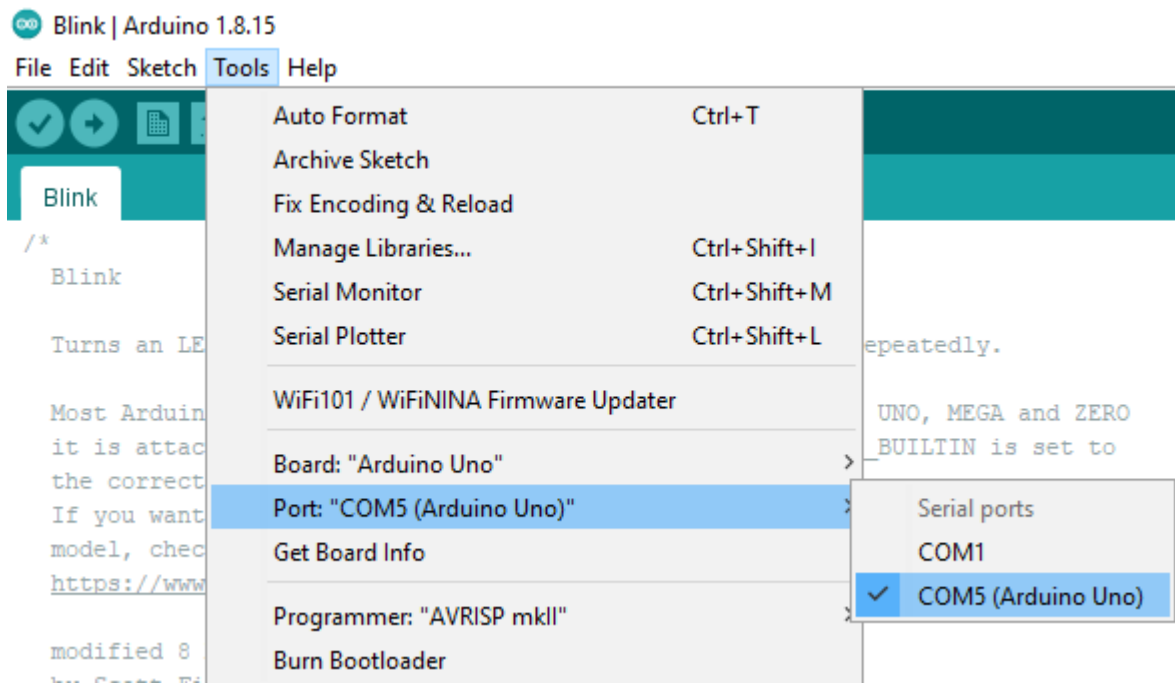 Blink | Arduino 1.8.15
File Edit Sketch Tools Help
Auto Format Ctrl+T
Archive Sketch
Fix Encoding & Reload
Manage Libraries... Ctrl+Shift+I
Serial Monitor Ctrl+Shift+M
Serial Plotter Ctrl+Shift+L
WiFi101 / WiFiNINA Firmware Updater
Board: "Arduino Uno"
Port: "COM5 (Arduino Uno)"
Get Board Info
Programmer: "AVRISP mkII"
Burn Bootloader
Serial ports
COM1
COM5 (Arduino Uno)
Blink
/*
Blink
Turns an LE epeatedly.
Most Arduin UNO, MEGA and ZERO
it is attac _BUILTIN is set to
the correct
If you want
model, chec
https://www
modified 8